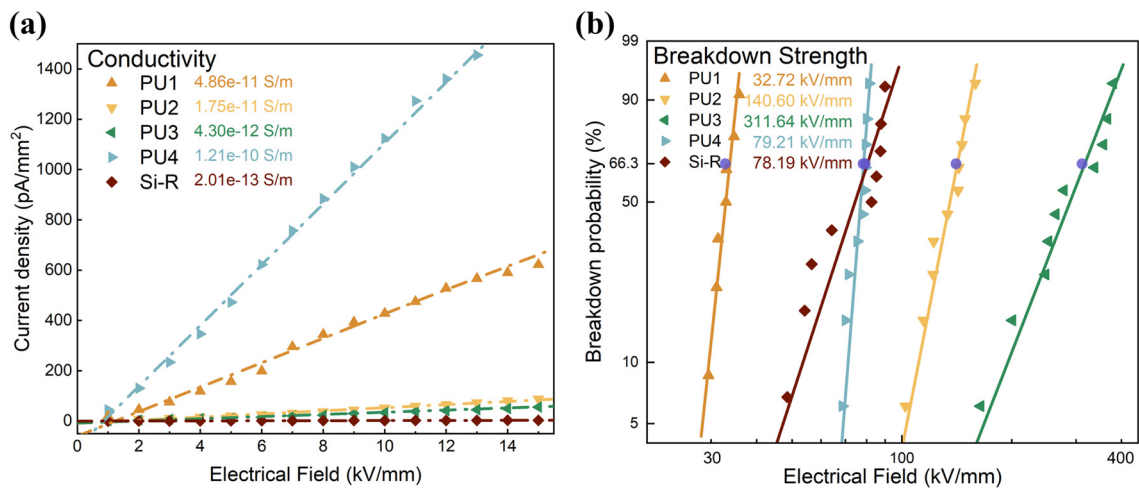 (a)
Conductivity
PU1 4.86e-11 S/m
PU2 1.75e-11 S/m
PU3 4.30e-12 S/m
PU4 1.21e-10 S/m
Si-R 2.01e-13 S/m
Current density (pA/mm²)
1400
1200
1000
800
600
400
200
0
0 2 4 6 8 10 12 14
Electrical Field (kV/mm)
(b)
Breakdown Strength
PU1 32.72 kV/mm
PU2 140.60 kV/mm
PU3 311.64 kV/mm
PU4 79.21 kV/mm
Si-R 78.19 kV/mm
Breakdown probability (%)
99
90
66.3
50
10
5
30 100 400
Electrical Field (kV/mm)